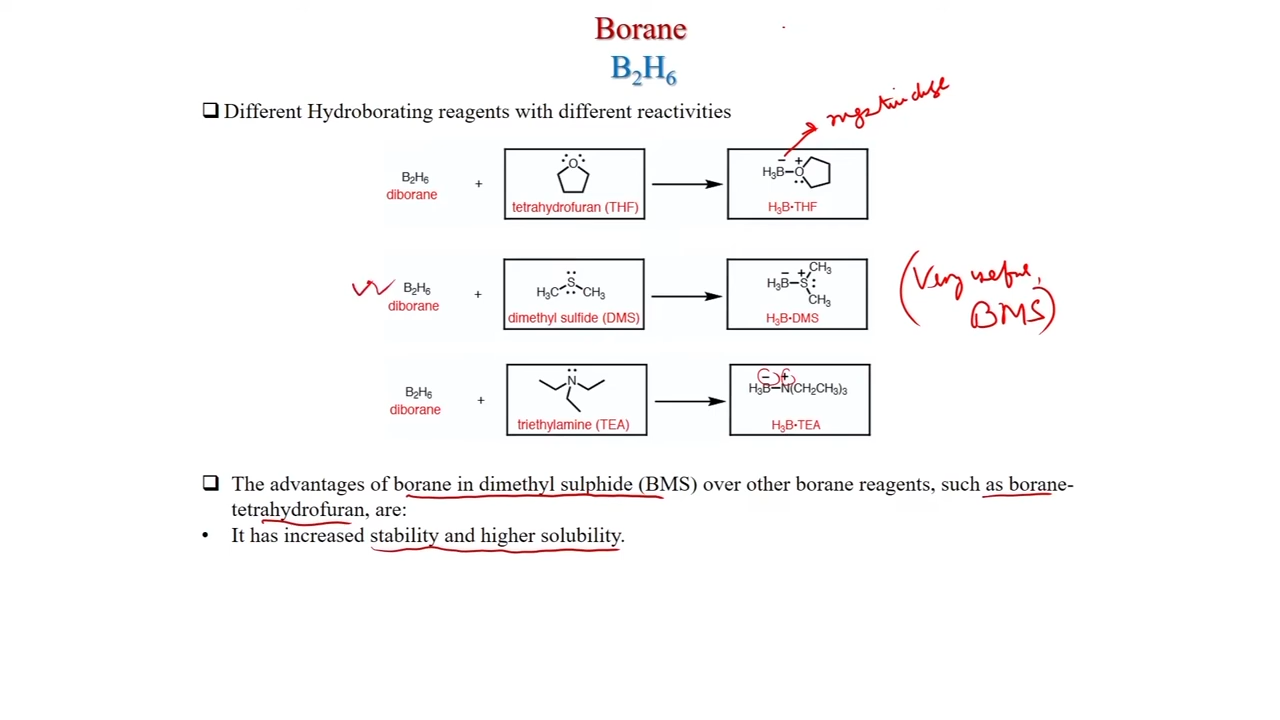 Borane
B₂H₆
❑ Different Hydroborating reagents with different reactivities
B₂H₆
diborane
+
O
tetrahydrofuran (THF)
H₃B–O
− +
H₃B•THF
B₂H₆
diborane
+
H₃C S CH₃
dimethyl sulfide (DMS)
CH₃
− +
H₃B–S:
CH₃
H₃B•DMS
(Very useful,
BMS)
B₂H₆
diborane
+
N
triethylamine (TEA)
− +
H₃B–N(CH₂CH₃)₃
H₃B•TEA
❑ The advantages of borane in dimethyl sulphide (BMS) over other borane reagents, such as borane-
tetrahydrofuran, are:
• It has increased stability and higher solubility.